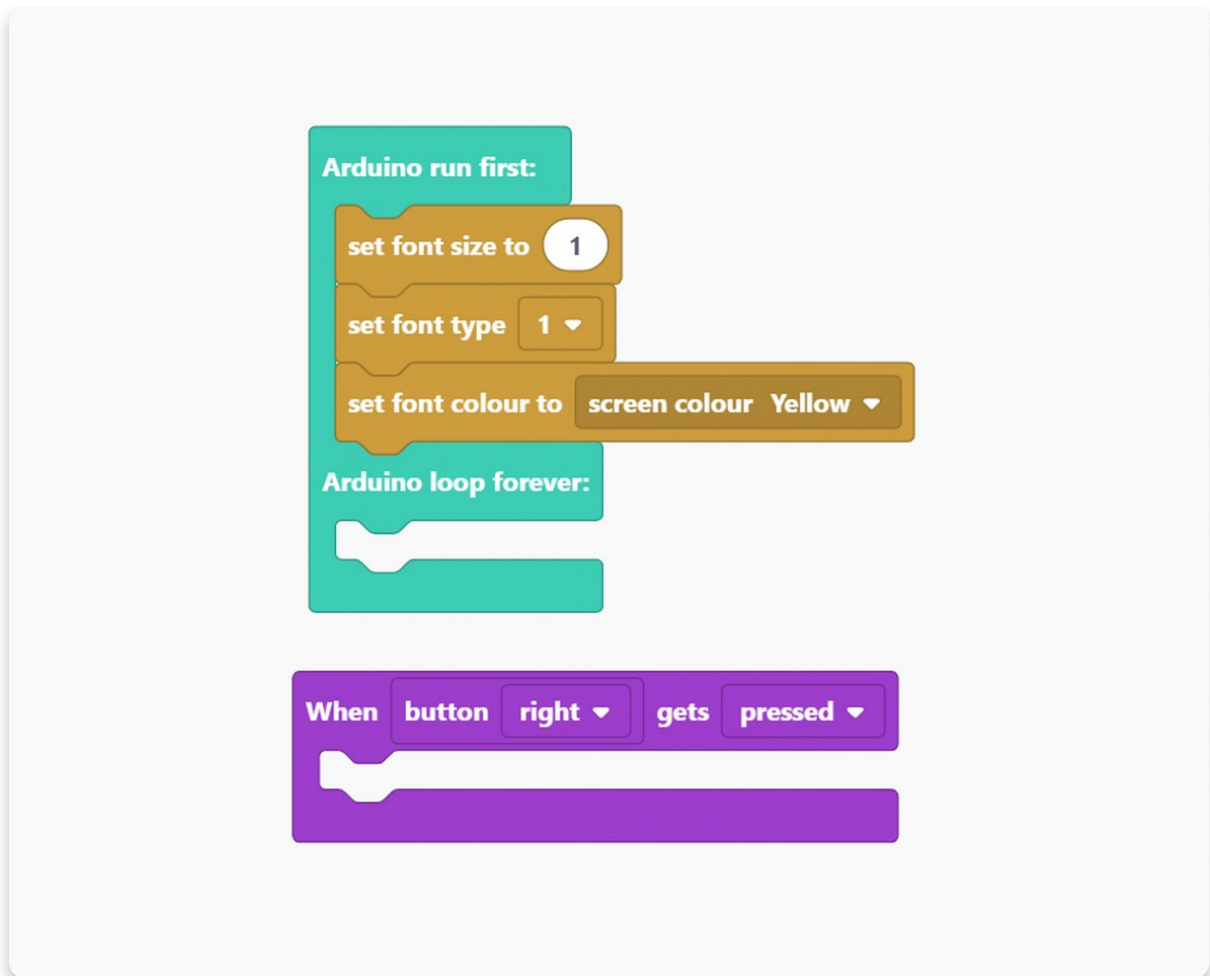 Arduino run first:
set font size to 1
set font type 1
set font colour to screen colour Yellow
Arduino loop forever:
When button right gets pressed